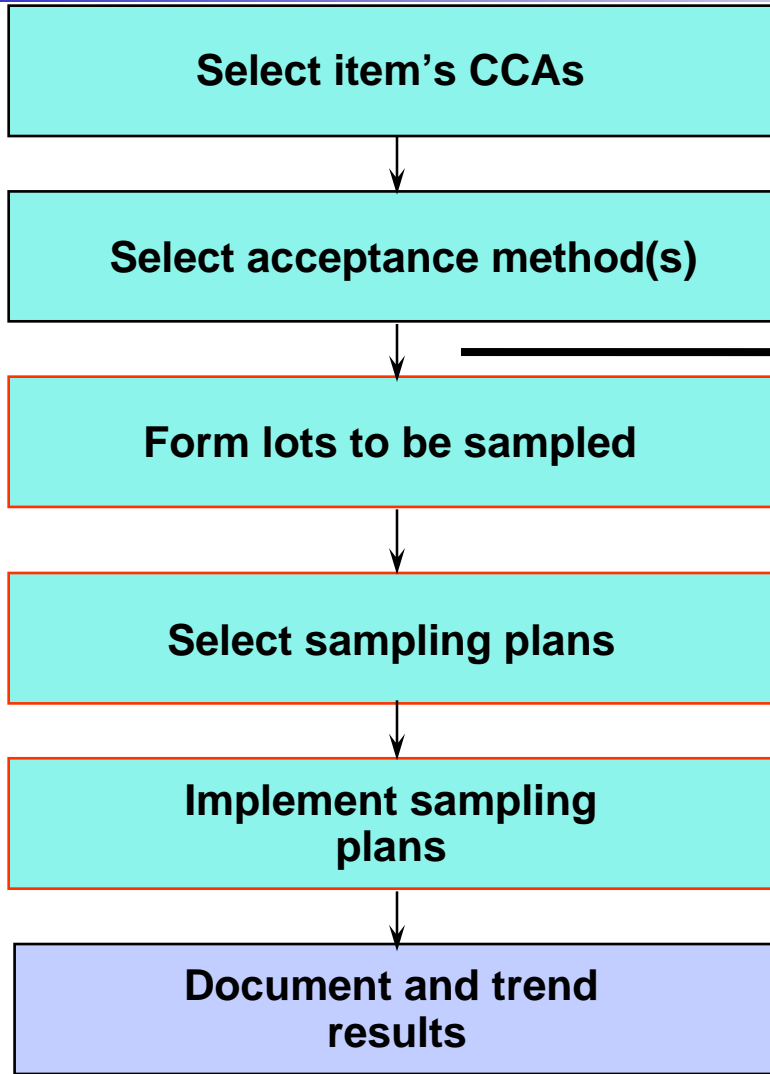 Select item’s CCAs
Select acceptance method(s)
Form lots to be sampled
Select sampling plans
Implement sampling
plans
Document and trend
results